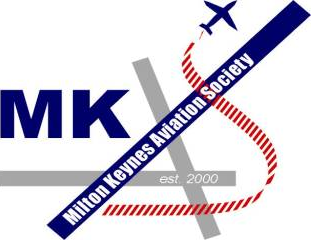 MK
Milton Keynes Aviation Society
est. 2000